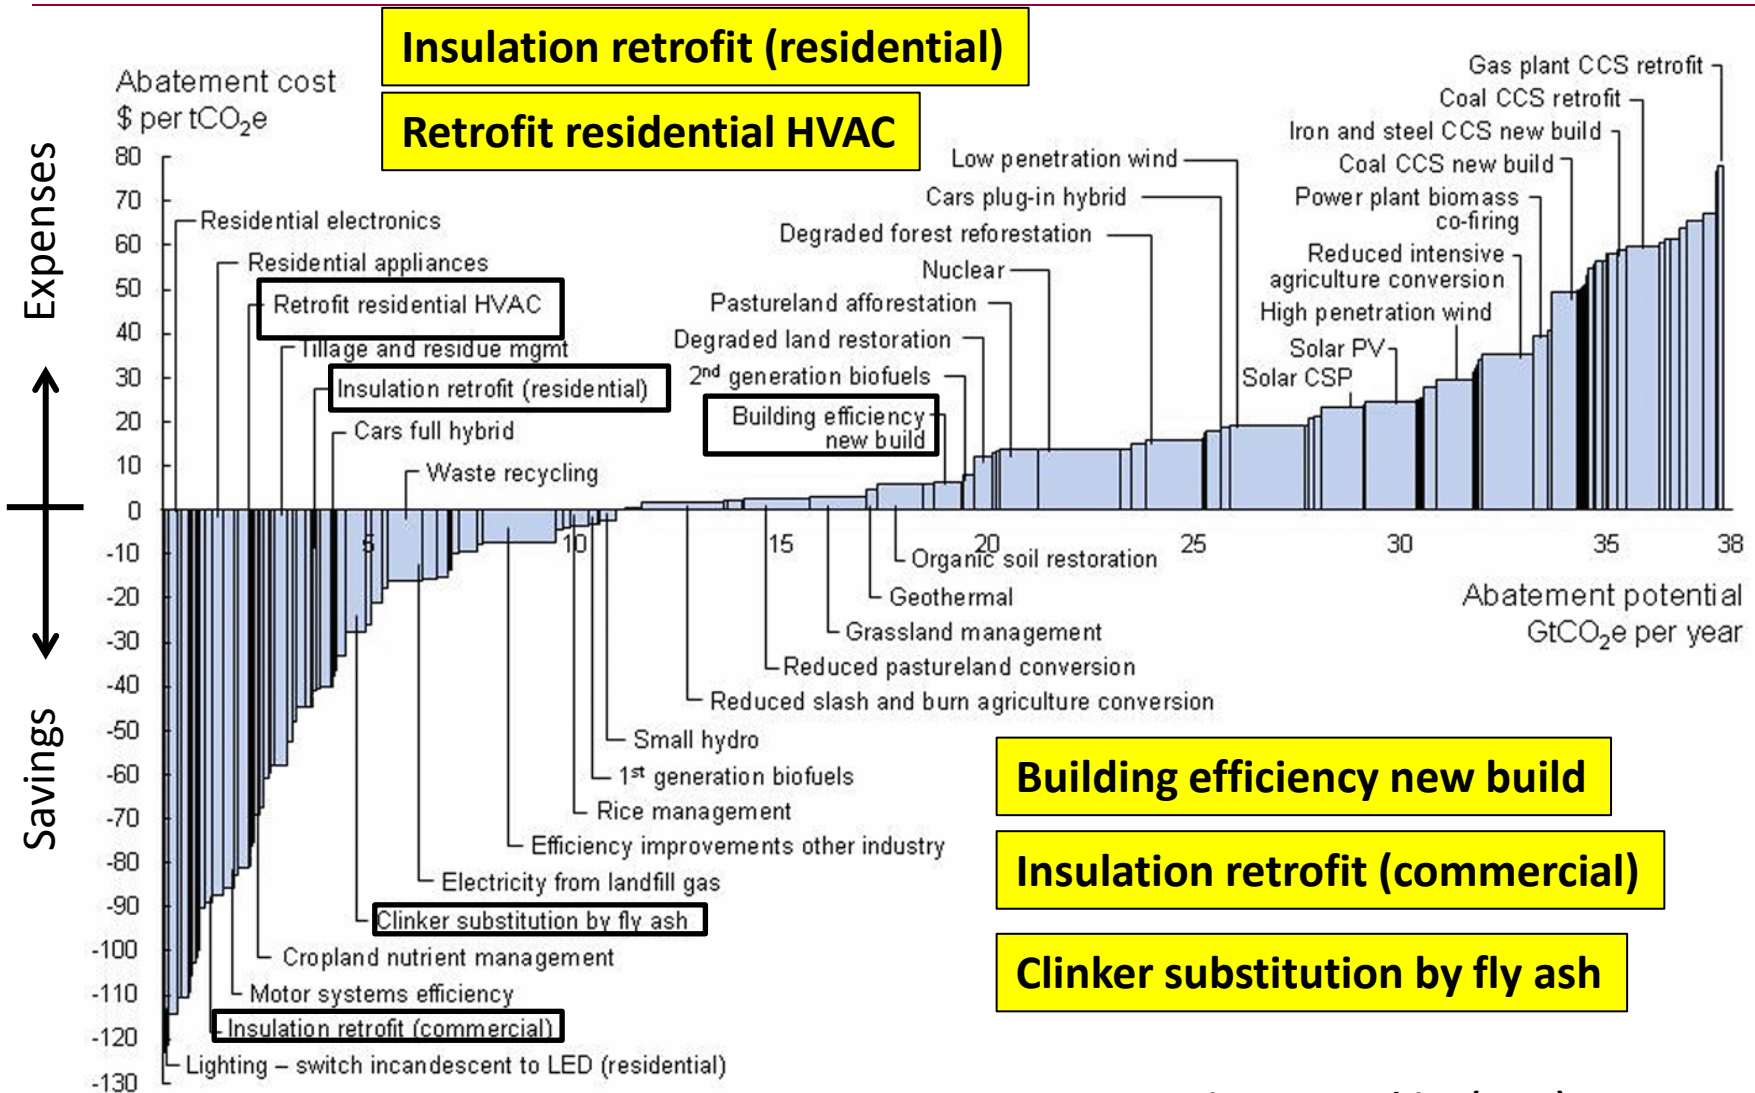 Insulation retrofit (residential)
Retrofit residential HVAC
Abatement cost
$ per tCO2e
Expenses
Savings
80
70
60
50
40
30
20
10
0
-10
-20
-30
-40
-50
-60
-70
-80
-90
-100
-110
-120
-130
0
5
10
15
20
25
30
35
38
Abatement potential
GtCO2e per year
Residential electronics
Residential appliances
Retrofit residential HVAC
Tillage and residue mgmt
Insulation retrofit (residential)
Cars full hybrid
Waste recycling
Gas plant CCS retrofit
Coal CCS retrofit
Iron and steel CCS new build
Coal CCS new build
Power plant biomass
co-firing
Reduced intensive
agriculture conversion
High penetration wind
Solar PV
Solar CSP
Low penetration wind
Cars plug-in hybrid
Degraded forest reforestation
Nuclear
Pastureland afforestation
Degraded land restoration
2nd generation biofuels
Building efficiency
new build
Organic soil restoration
Geothermal
Grassland management
Reduced pastureland conversion
Reduced slash and burn agriculture conversion
Small hydro
1st generation biofuels
Rice management
Efficiency improvements other industry
Electricity from landfill gas
Clinker substitution by fly ash
Cropland nutrient management
Motor systems efficiency
Insulation retrofit (commercial)
Lighting – switch incandescent to LED (residential)
Building efficiency new build
Insulation retrofit (commercial)
Clinker substitution by fly ash